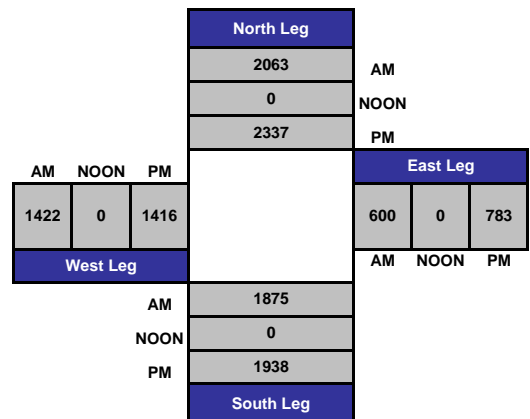 North Leg
2063 AM
0 NOON
2337 PM
AM NOON PM
East Leg
1422 0 1416
600 0 783
West Leg
AM NOON PM
AM 1875
NOON 0
PM 1938
South Leg